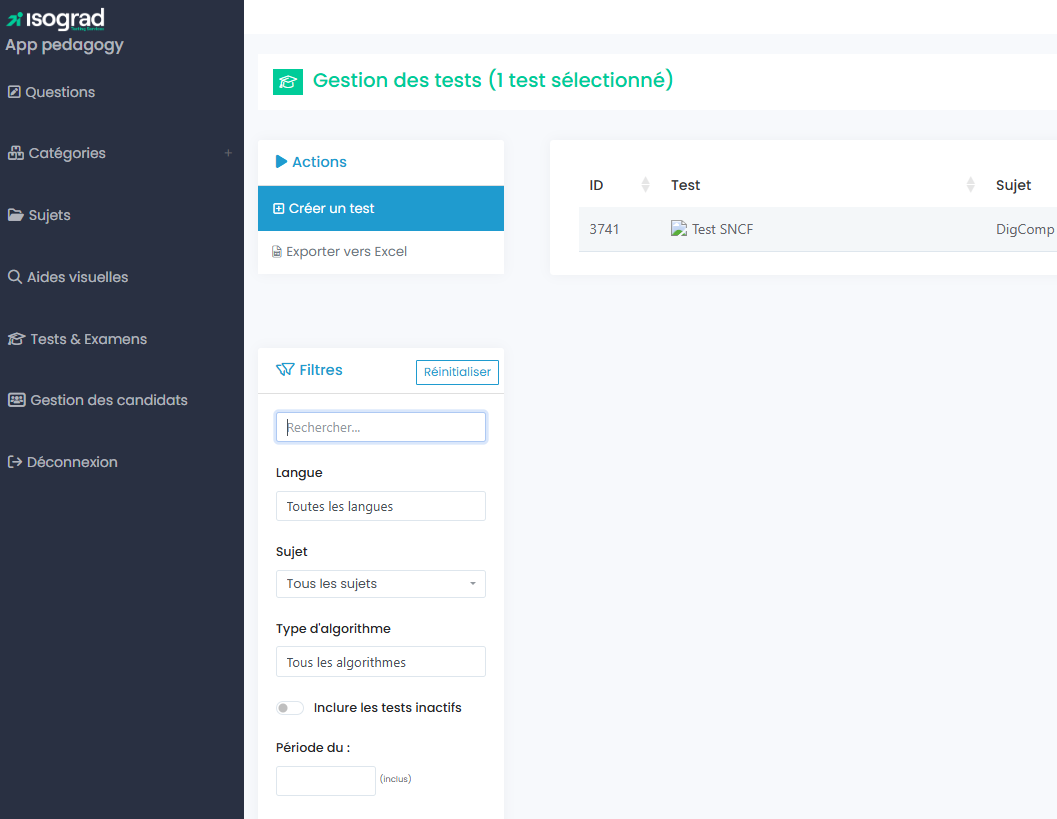 isograd
Testing Services
App pedagogy
Questions
Catégories +
Sujets
Aides visuelles
Tests & Examens
Gestion des candidats
Déconnexion
Gestion des tests (1 test sélectionné)
Actions
Créer un test
Exporter vers Excel
ID Test Sujet
3741 Test SNCF DigComp
Filtres Réinitialiser
Rechercher...
Langue
Toutes les langues
Sujet
Tous les sujets
Type d'algorithme
Tous les algorithmes
Inclure les tests inactifs
Période du :
(inclus)